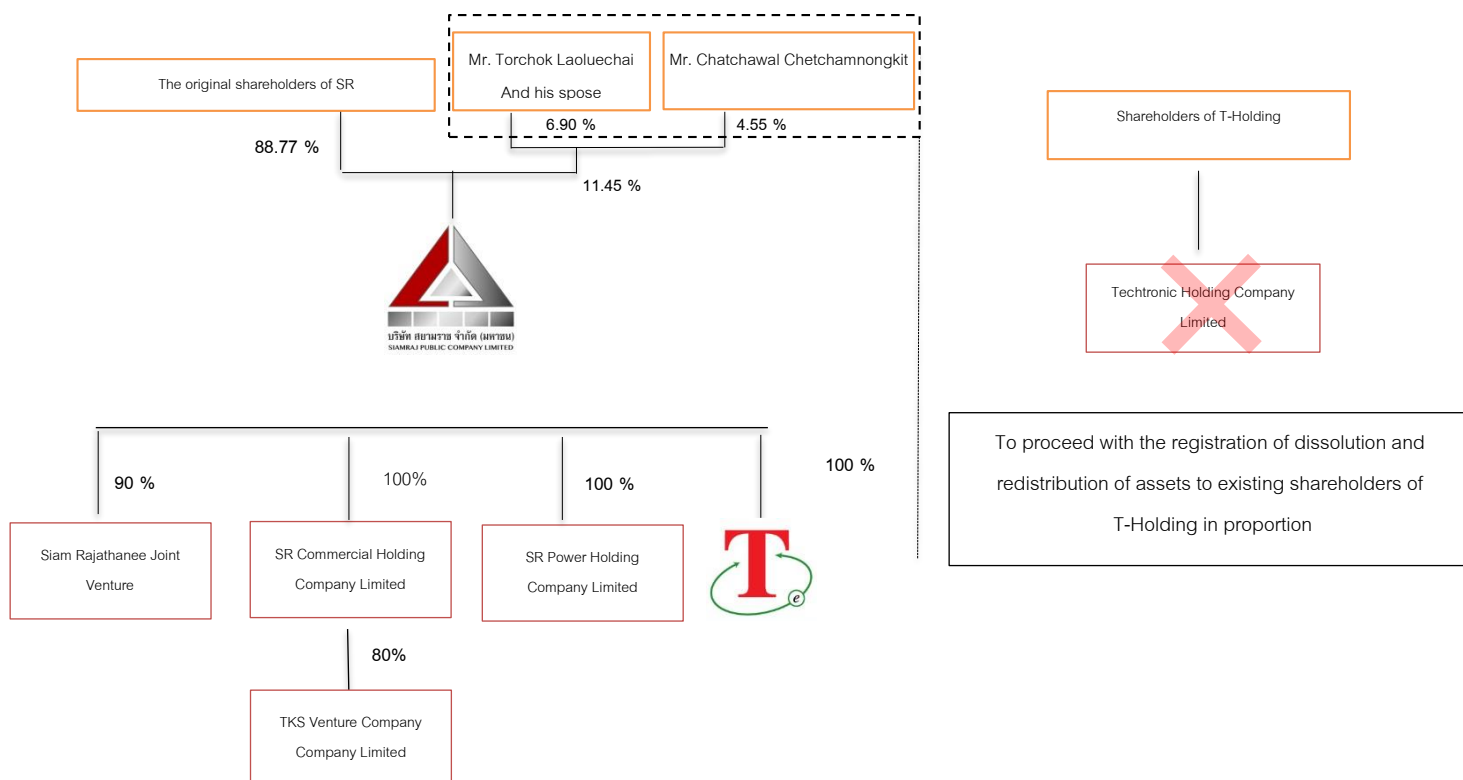 The original shareholders of SR
Mr. Torchok Laoluechai
And his spose
Mr. Chatchawal Chetchamnongkit
6.90 %
4.55 %
88.77 %
11.45 %
บริษัท สยามราช จำกัด (มหาชน)
SIAMRAJ PUBLIC COMPANY LIMITED
Shareholders of T-Holding
Techtronic Holding Company
Limited
To proceed with the registration of dissolution and
redistribution of assets to existing shareholders of
T-Holding in proportion
90 %
100%
100 %
100 %
Siam Rajathanee Joint
Venture
SR Commercial Holding
Company Limited
SR Power Holding
Company Limited
T
e
80%
TKS Venture Company
Company Limited